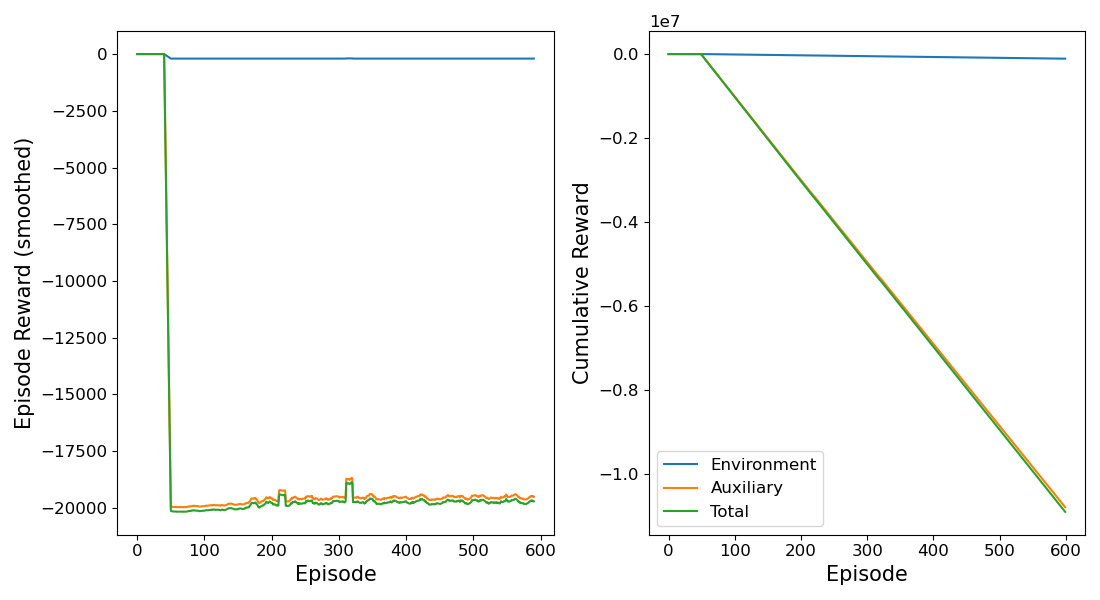 0
−2500
−5000
−7500
−10000
−12500
−15000
−17500
−20000
Episode Reward (smoothed)
0 100 200 300 400 500 600
Episode
1e7
0.0
−0.2
−0.4
−0.6
−0.8
−1.0
Cumulative Reward
Environment
Auxiliary
Total
0 100 200 300 400 500 600
Episode